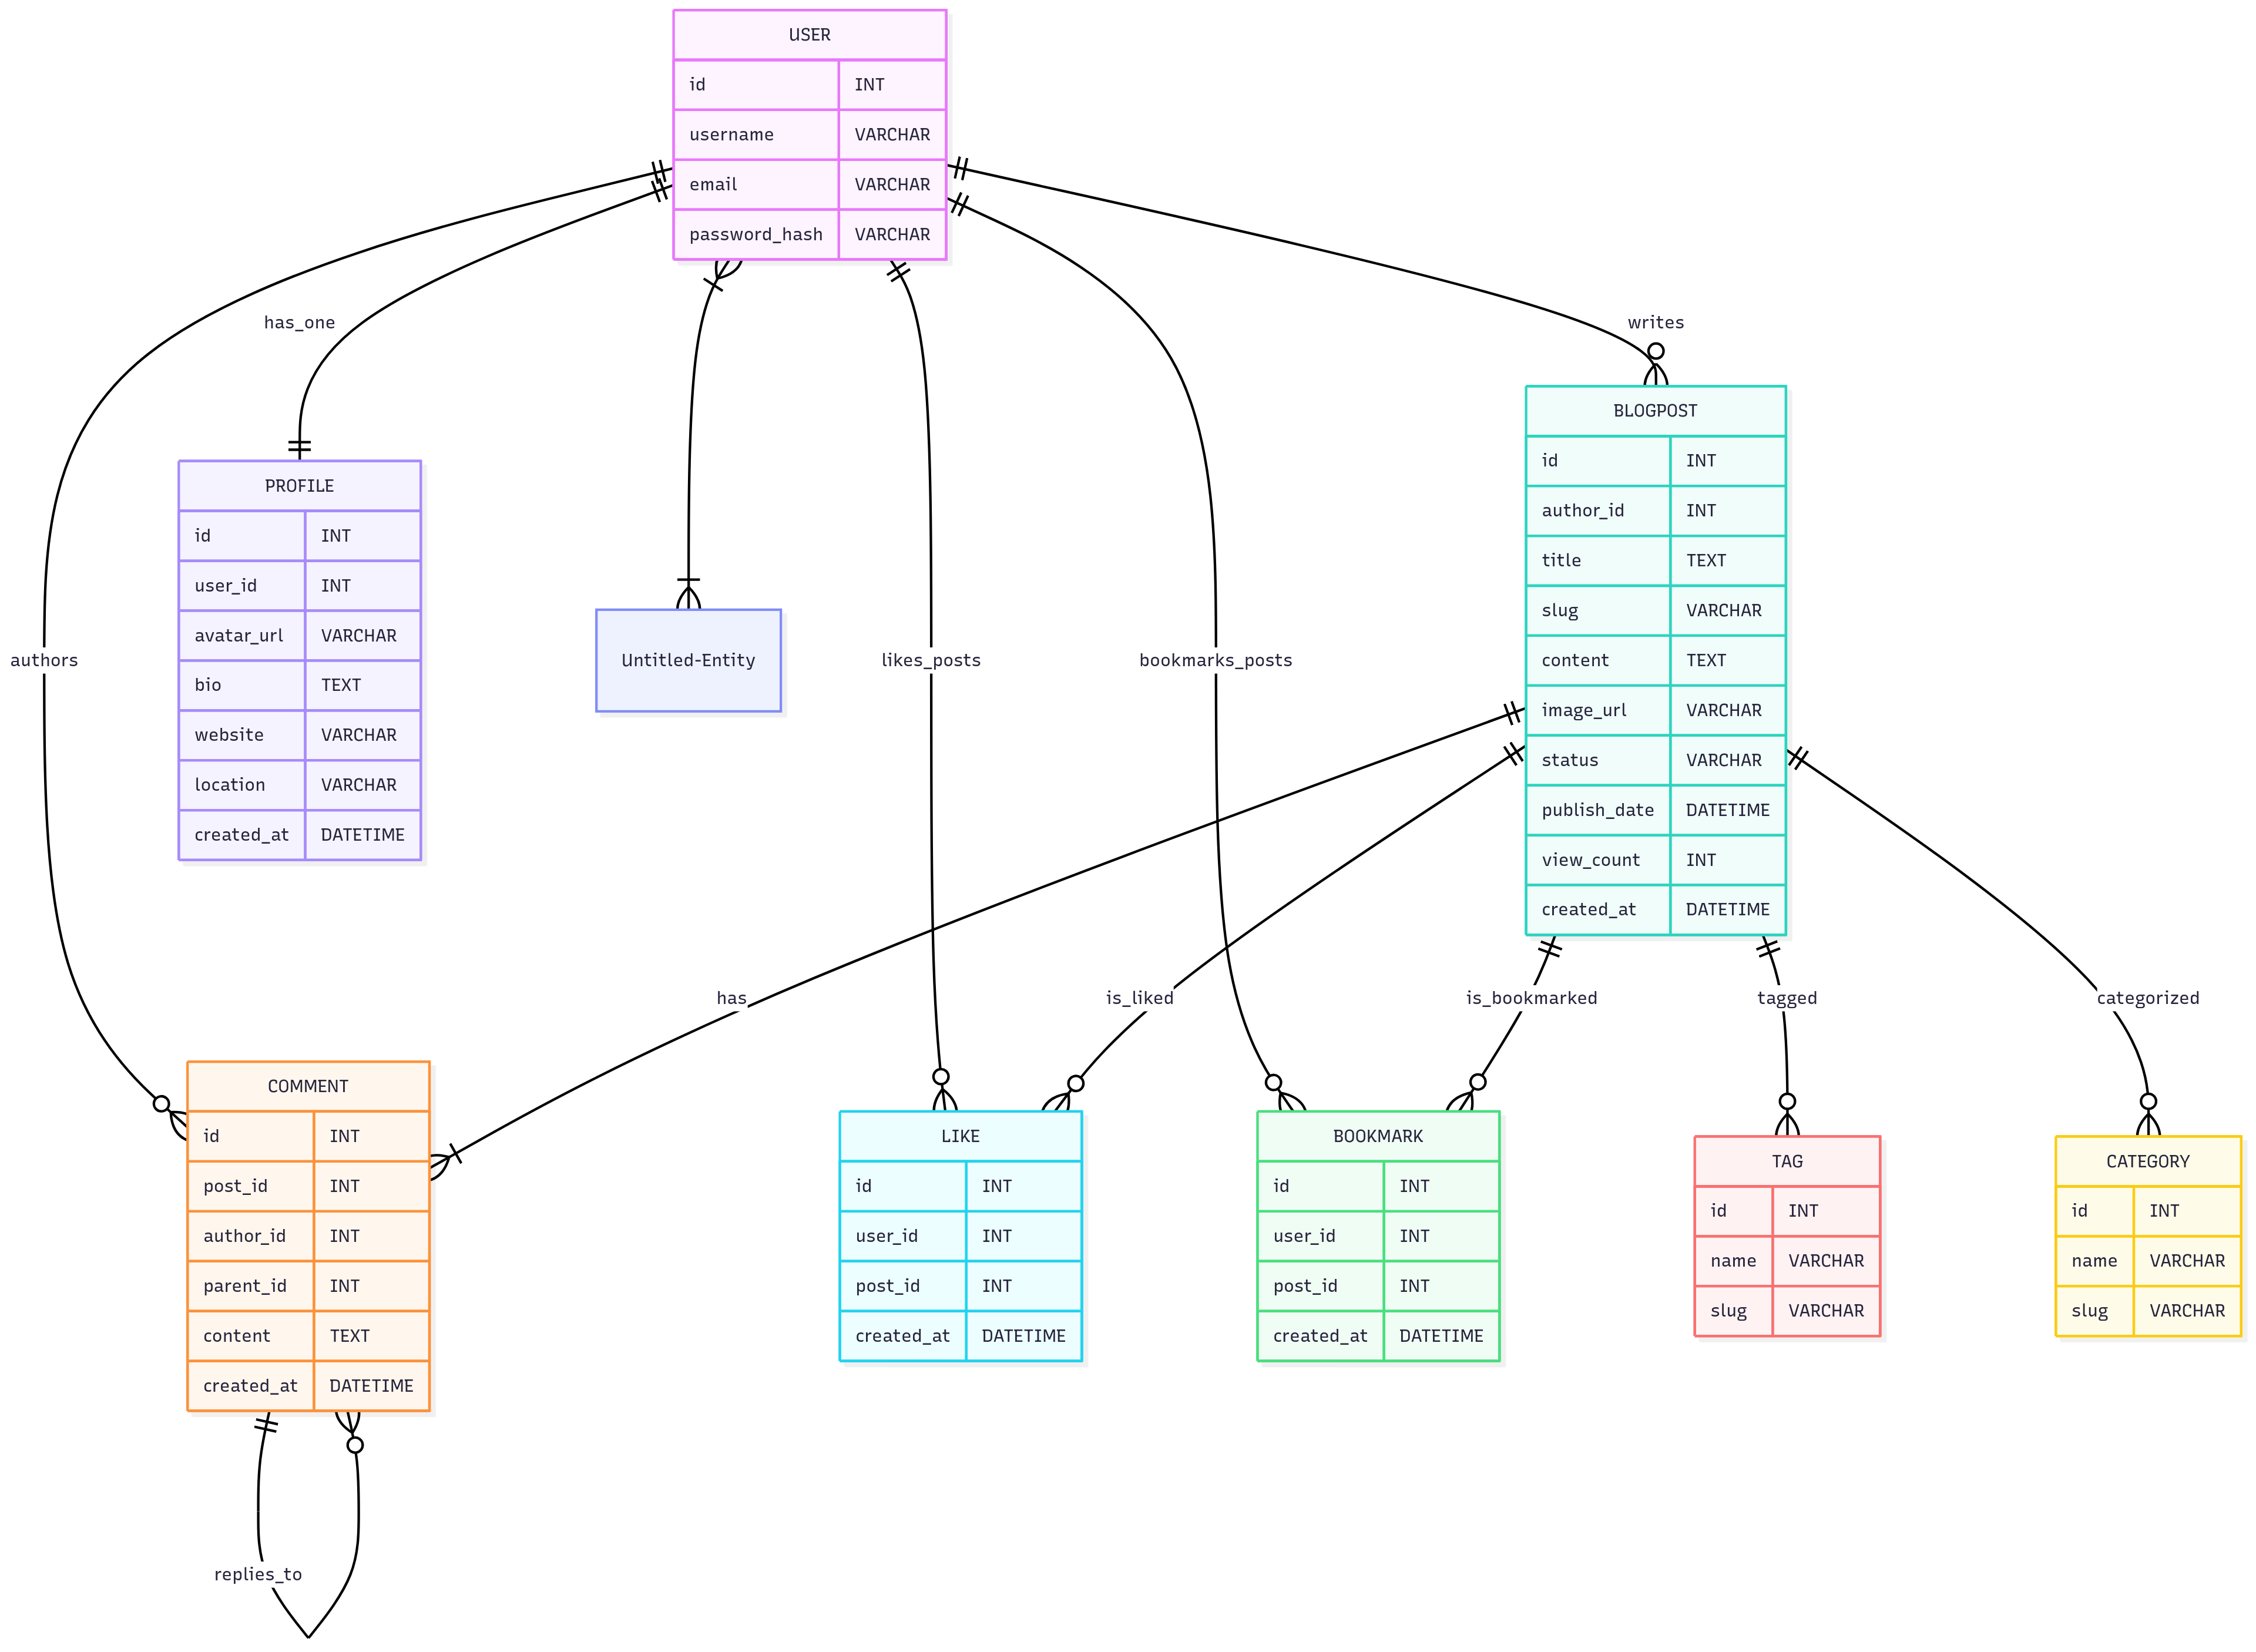 USER
id INT
username VARCHAR
email VARCHAR
password_hash VARCHAR
has_one
writes
BLOGPOST
id INT
author_id INT
title TEXT
slug VARCHAR
content TEXT
image_url VARCHAR
status VARCHAR
publish_date DATETIME
view_count INT
created_at DATETIME
PROFILE
id INT
user_id INT
avatar_url VARCHAR
bio TEXT
website VARCHAR
location VARCHAR
created_at DATETIME
authors
Untitled-Entity
likes_posts
bookmarks_posts
has
is_liked
is_bookmarked
tagged
categorized
COMMENT
id INT
post_id INT
author_id INT
parent_id INT
content TEXT
created_at DATETIME
LIKE
id INT
user_id INT
post_id INT
created_at DATETIME
BOOKMARK
id INT
user_id INT
post_id INT
created_at DATETIME
TAG
id INT
name VARCHAR
slug VARCHAR
CATEGORY
id INT
name VARCHAR
slug VARCHAR
replies_to